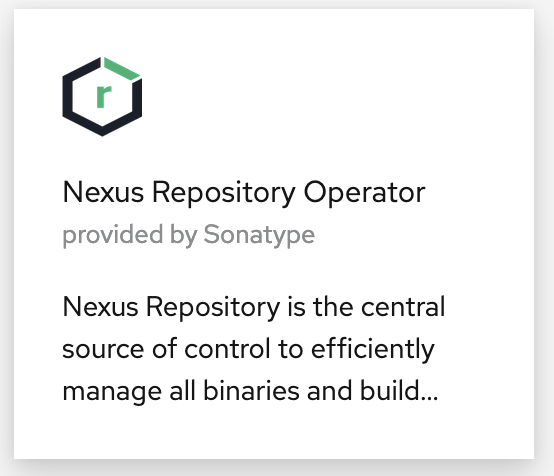 r
Nexus Repository Operator
provided by Sonatype
Nexus Repository is the central
source of control to efficiently
manage all binaries and build...